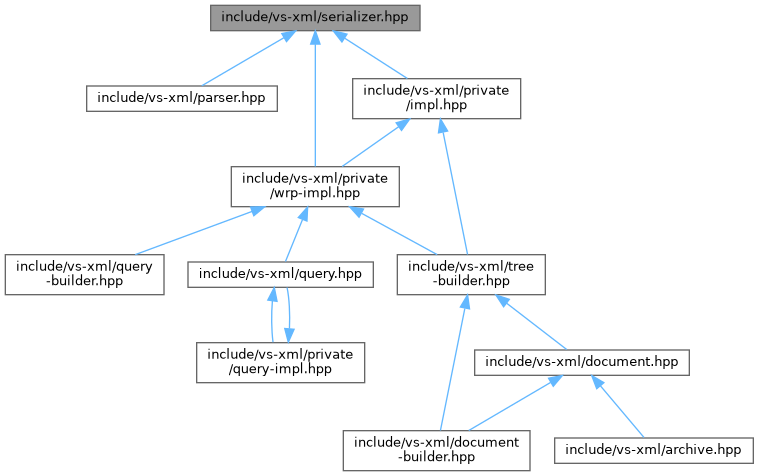 include/vs-xml/serializer.hpp
include/vs-xml/parser.hpp
include/vs-xml/private
/impl.hpp
include/vs-xml/private
/wrp-impl.hpp
include/vs-xml/query
-builder.hpp
include/vs-xml/query.hpp
include/vs-xml/tree
-builder.hpp
include/vs-xml/private
/query-impl.hpp
include/vs-xml/document.hpp
include/vs-xml/document
-builder.hpp
include/vs-xml/archive.hpp